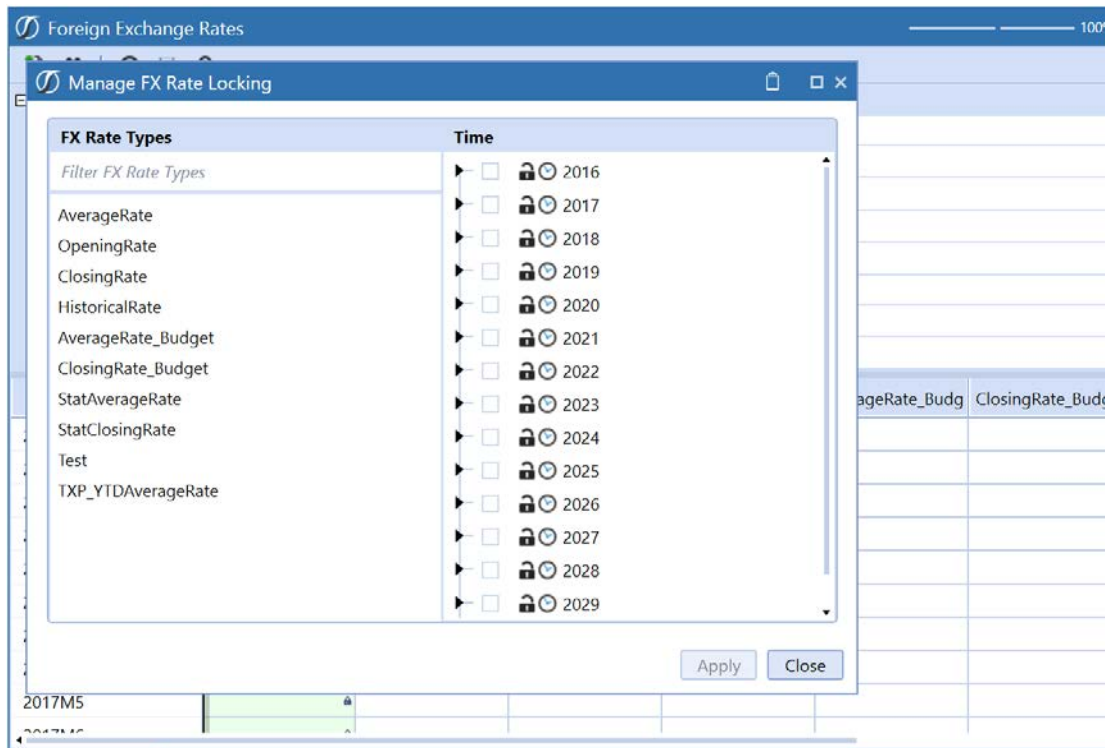 Foreign Exchange Rates
100%
Manage FX Rate Locking
FX Rate Types
Time
Filter FX Rate Types
AverageRate
OpeningRate
ClosingRate
HistoricalRate
AverageRate_Budget
ClosingRate_Budget
StatAverageRate
StatClosingRate
Test
TXP_YTDAverageRate
2016
2017
2018
2019
2020
2021
2022
2023
2024
2025
2026
2027
2028
2029
ageRate_Budg
ClosingRate_Budg
Apply
Close
2017M5
2017M6